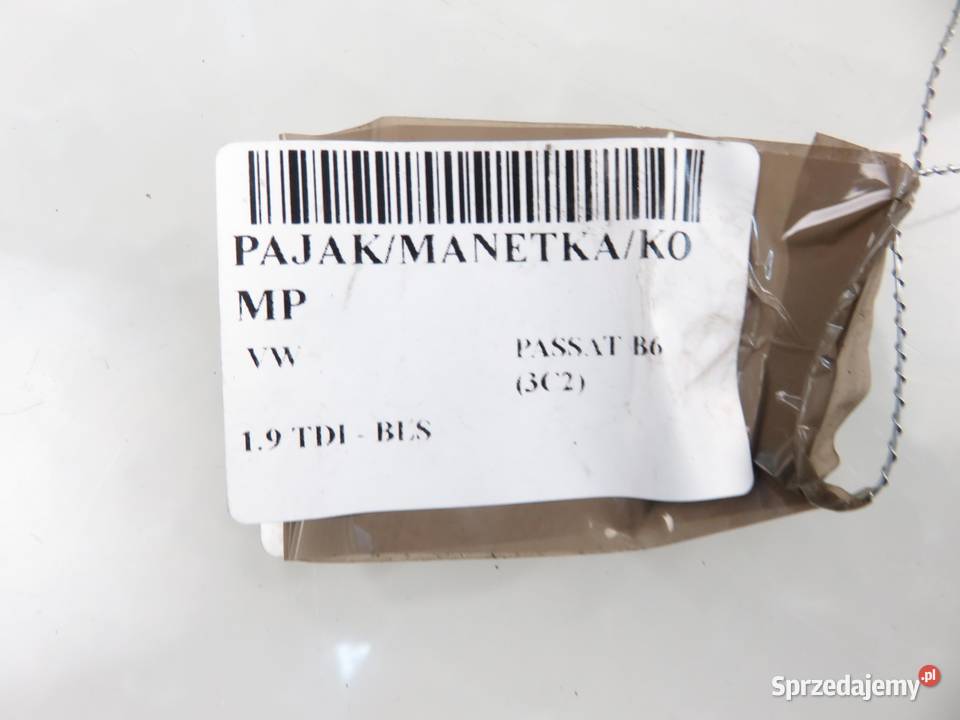 PAJAK/MANETKA/KO
MP
VW PASSAT B6
(3C2)
1.9 TDI - BLS
Sprzedajemy.pl